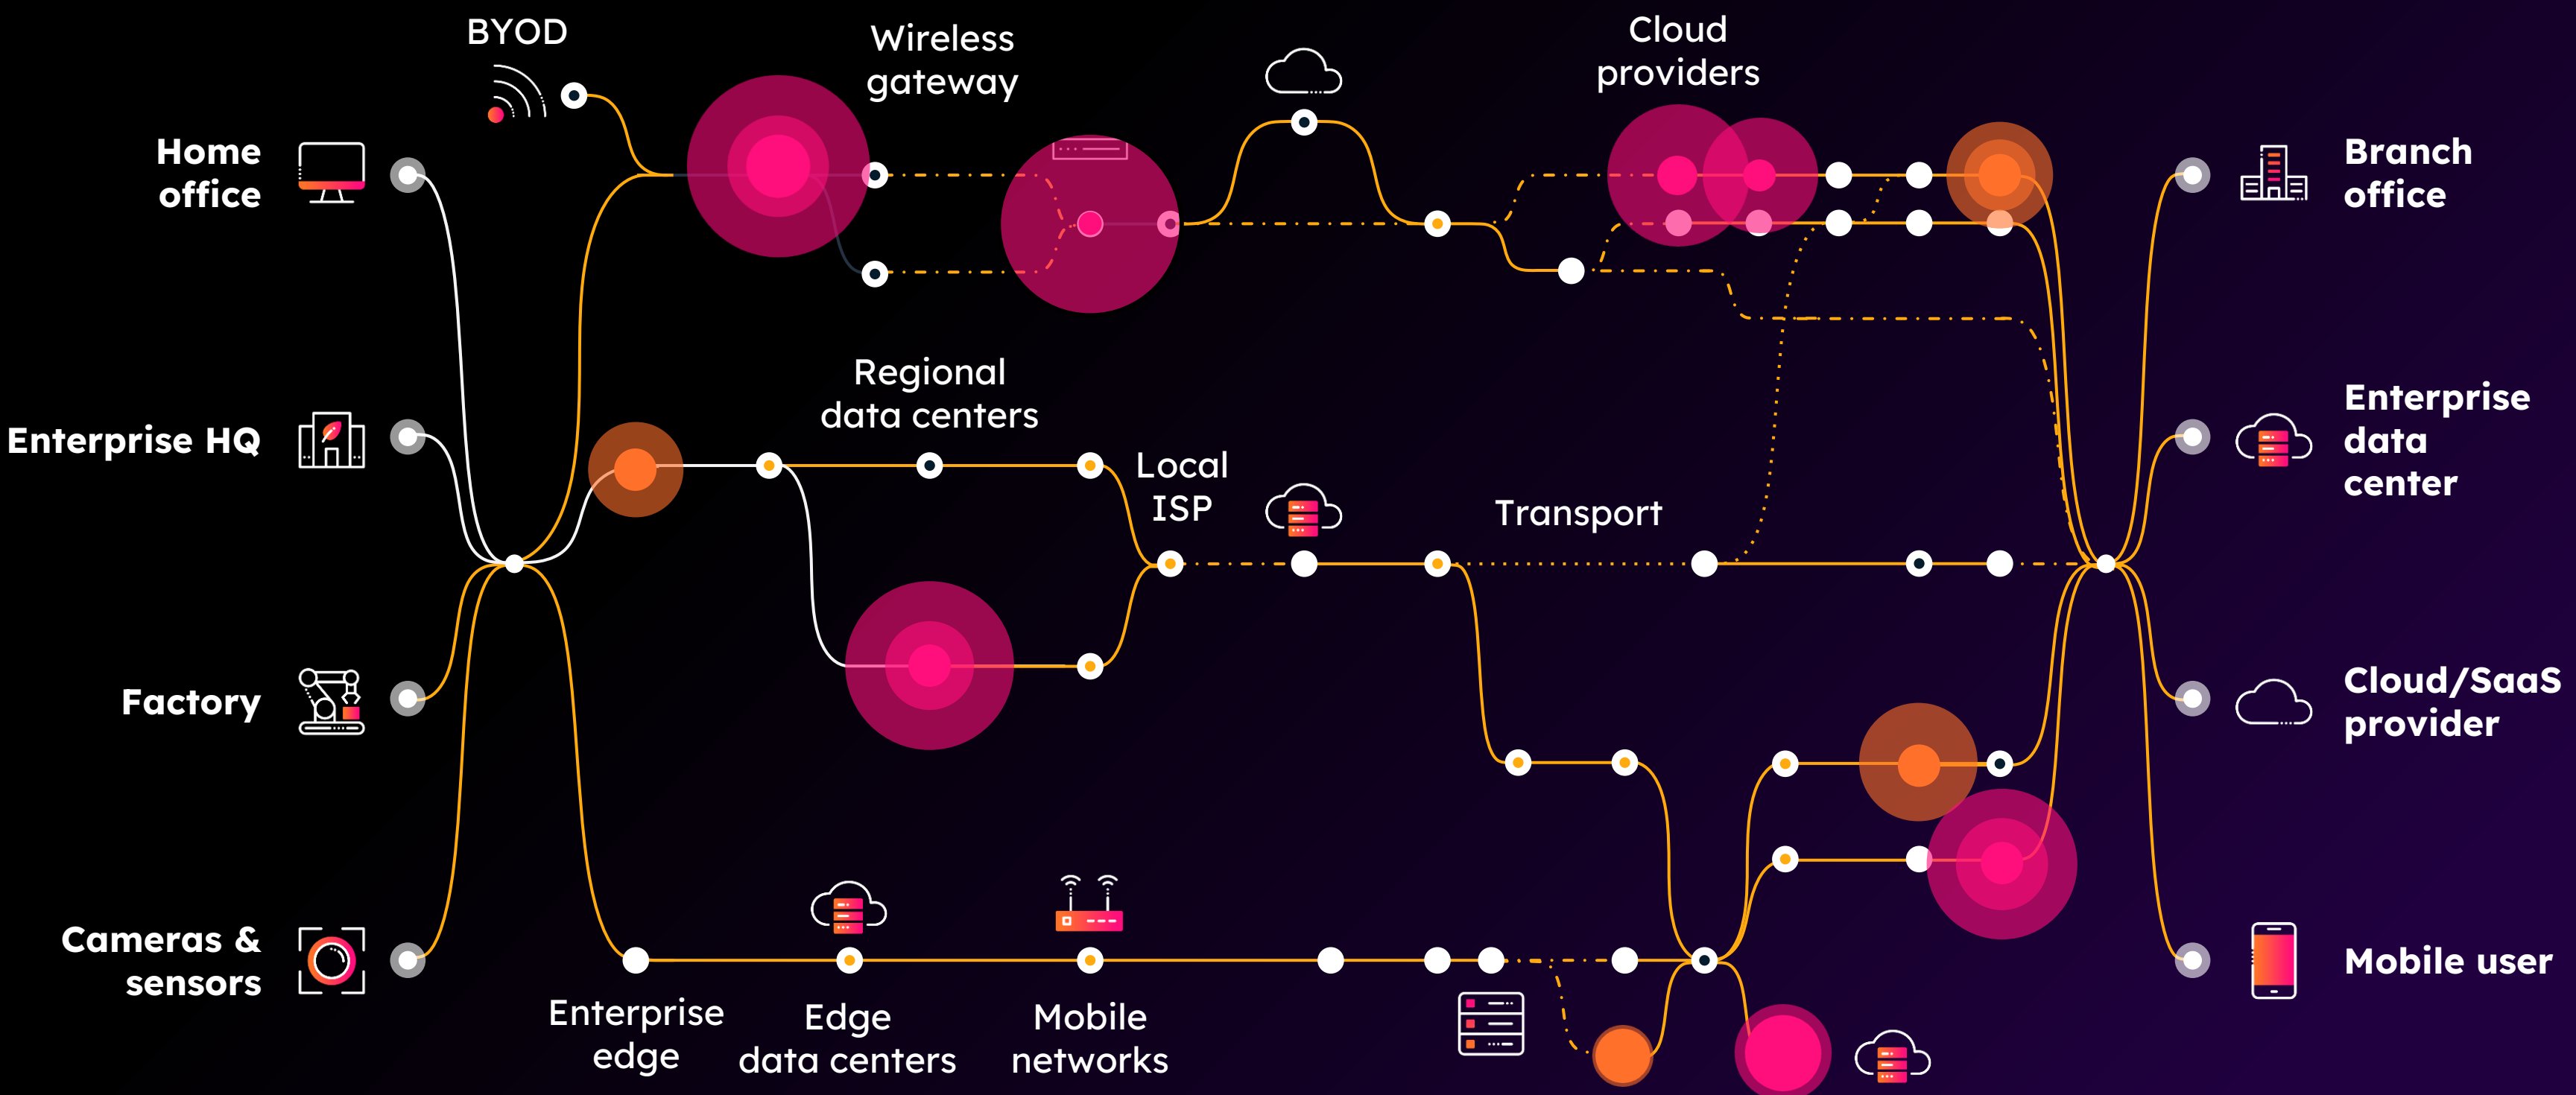 BYOD
Wireless
gateway
Cloud
providers
Home
office
Branch
office
Enterprise HQ
Regional
data centers
Local
ISP
Transport
Enterprise
data
center
Factory
Cloud/SaaS
provider
Cameras &
sensors
Mobile user
Enterprise
edge
Edge
data centers
Mobile
networks